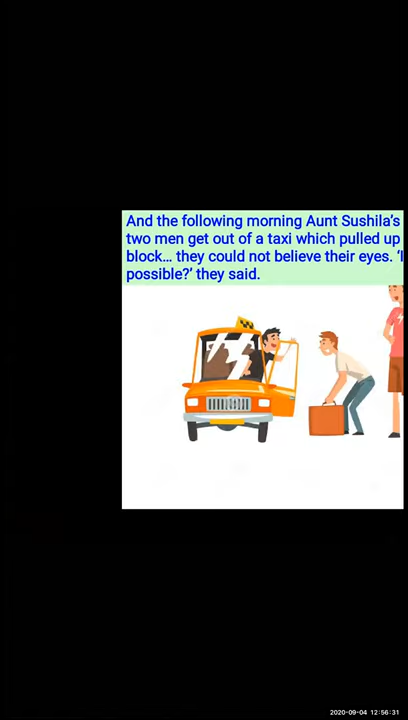 And the following morning Aunt Sushila's
two men get out of a taxi which pulled up
block... they could not believe their eyes.
possible?' they said.
2020-09-04 12:56:31